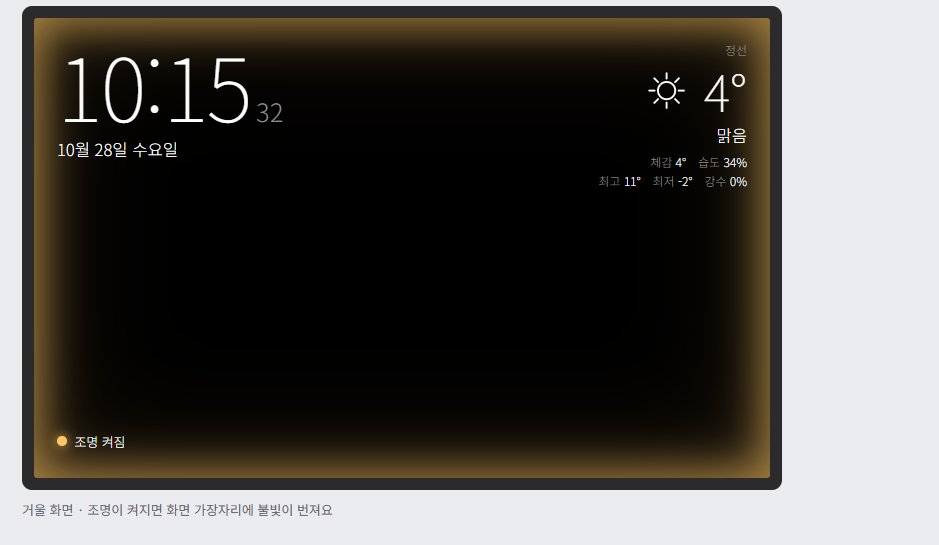 10:15 32
10월 28일 수요일
정선
4°
맑음
체감 4° 습도 34%
최고 11° 최저 -2° 강수 0%
조명 켜짐
거울 화면 · 조명이 켜지면 화면 가장자리에 불빛이 번져요